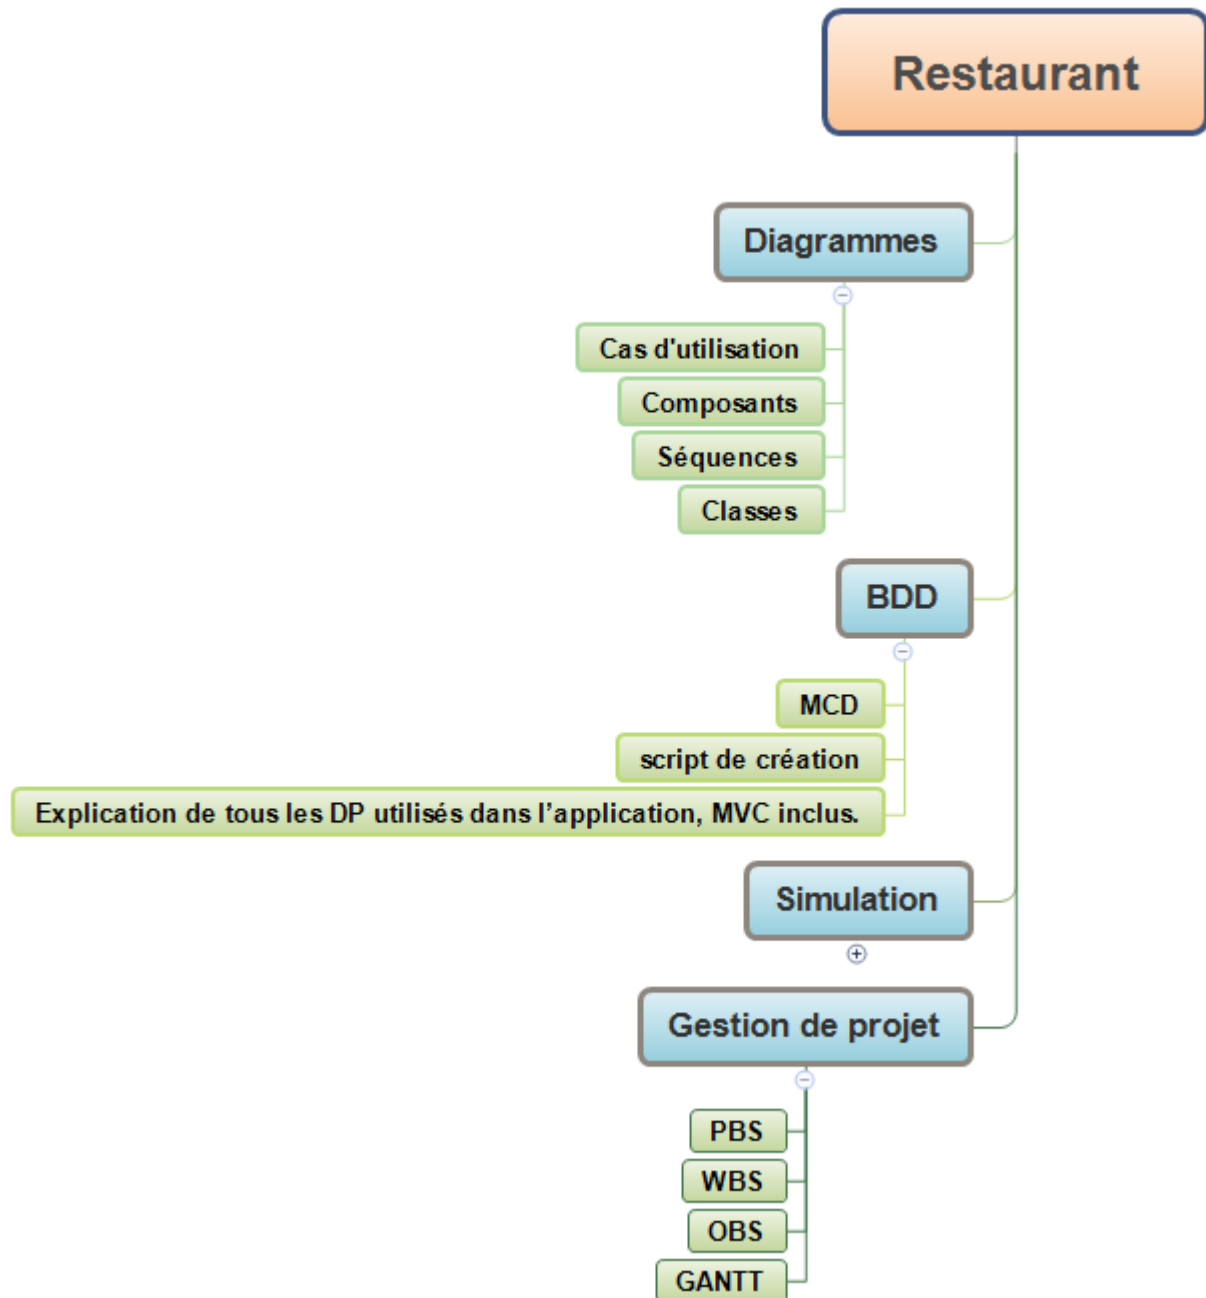 Restaurant
Diagrammes
Cas d'utilisation
Composants
Séquences
Classes
BDD
MCD
script de création
Explication de tous les DP utilisés dans l’application, MVC inclus.
Simulation
Gestion de projet
PBS
WBS
OBS
GANTT